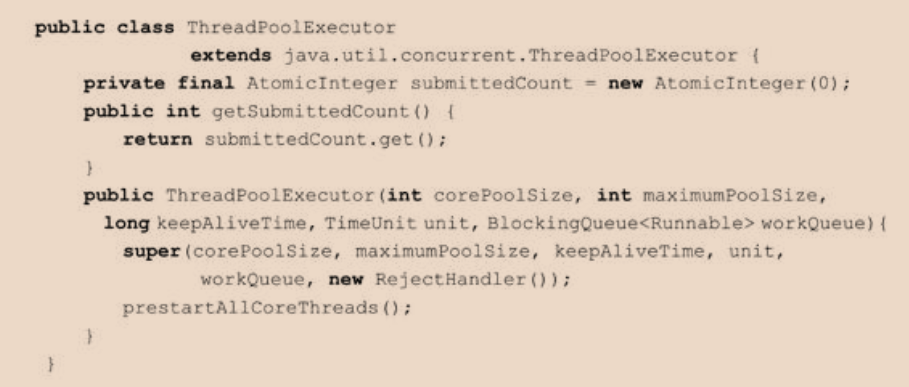 public class ThreadPoolExecutor
extends java.util.concurrent.ThreadPoolExecutor {
private final AtomicInteger submittedCount = new AtomicInteger(0);
public int getSubmittedCount() {
return submittedCount.get();
}
public ThreadPoolExecutor(int corePoolSize, int maximumPoolSize,
long keepAliveTime, TimeUnit unit, BlockingQueue<Runnable> workQueue){
super(corePoolSize, maximumPoolSize, keepAliveTime, unit,
workQueue, new RejectHandler());
prestartAllCoreThreads();
}
}